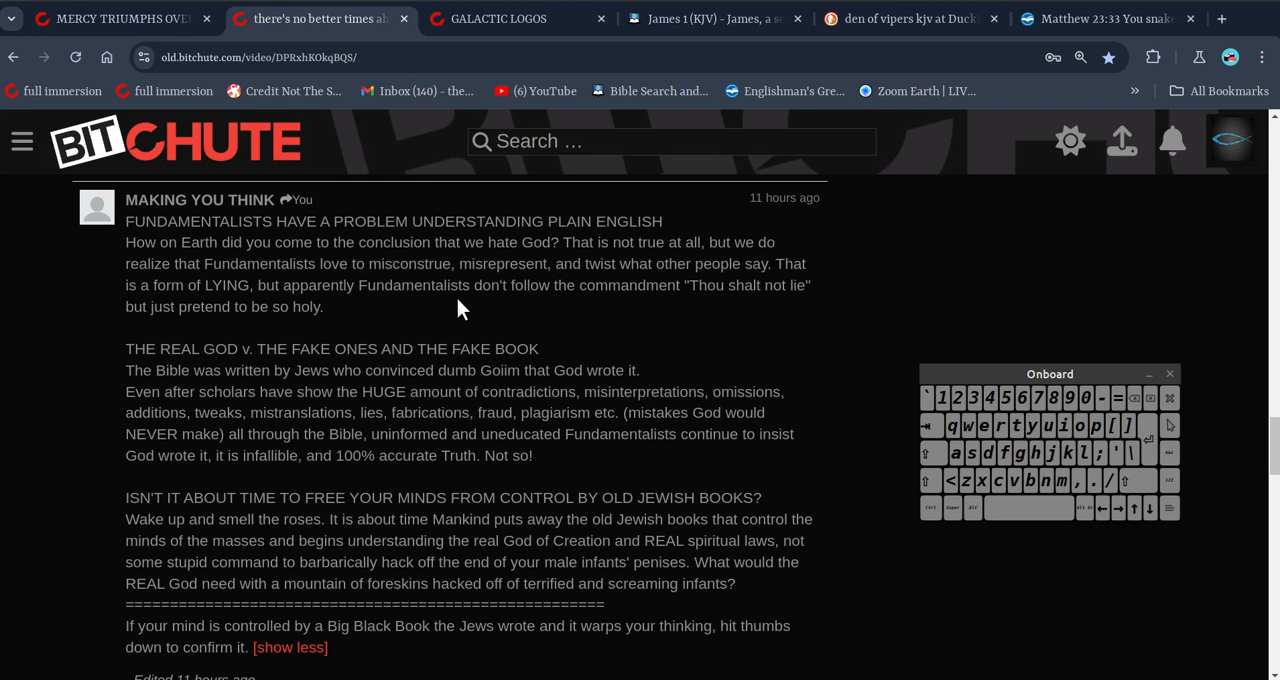 MERCY TRIUMPHS OVE
there's no better times ah
GALACTIC LOGOS
James 1 (KJV) - James, a se
den of vipers kjv at Duck
Matthew 23:33 You snake
old.bitchute.com/video/DPRxhKOkqBQS/
full immersion
full immersion
Credit Not The S...
Inbox (140) - the...
(6) YouTube
Bible Search and...
Englishman's Gre...
Zoom Earth | LIV...
»
All Bookmarks
BITCHUTE
Search ...
MAKING YOU THINK You
11 hours ago
FUNDAMENTALISTS HAVE A PROBLEM UNDERSTANDING PLAIN ENGLISH
How on Earth did you come to the conclusion that we hate God? That is not true at all, but we do
realize that Fundamentalists love to misconstrue, misrepresent, and twist what other people say. That
is a form of LYING, but apparently Fundamentalists don't follow the commandment "Thou shalt not lie"
but just pretend to be so holy.
THE REAL GOD v. THE FAKE ONES AND THE FAKE BOOK
The Bible was written by Jews who convinced dumb Goiim that God wrote it.
Even after scholars have show the HUGE amount of contradictions, misinterpretations, omissions,
additions, tweaks, mistranslations, lies, fabrications, fraud, plagiarism etc. (mistakes God would
NEVER make) all through the Bible, uninformed and uneducated Fundamentalists continue to insist
God wrote it, it is infallible, and 100% accurate Truth. Not so!
ISN'T IT ABOUT TIME TO FREE YOUR MINDS FROM CONTROL BY OLD JEWISH BOOKS?
Wake up and smell the roses. It is about time Mankind puts away the old Jewish books that control the
minds of the masses and begins understanding the real God of Creation and REAL spiritual laws, not
some stupid command to barbarically hack off the end of your male infants' penises. What would the
REAL God need with a mountain of foreskins hacked off of terrified and screaming infants?
======================================================
If your mind is controlled by a Big Black Book the Jews wrote and it warps your thinking, hit thumbs
down to confirm it. [show less]
Edited 11 hours ago
Onboard
` 1 2 3 4 5 6 7 8 9 0 - =
q w e r t y u i o p [ ]
a s d f g h j k l ; ' \
< z x c v b n m , . /
Ctrl Super Alt Alt Gr